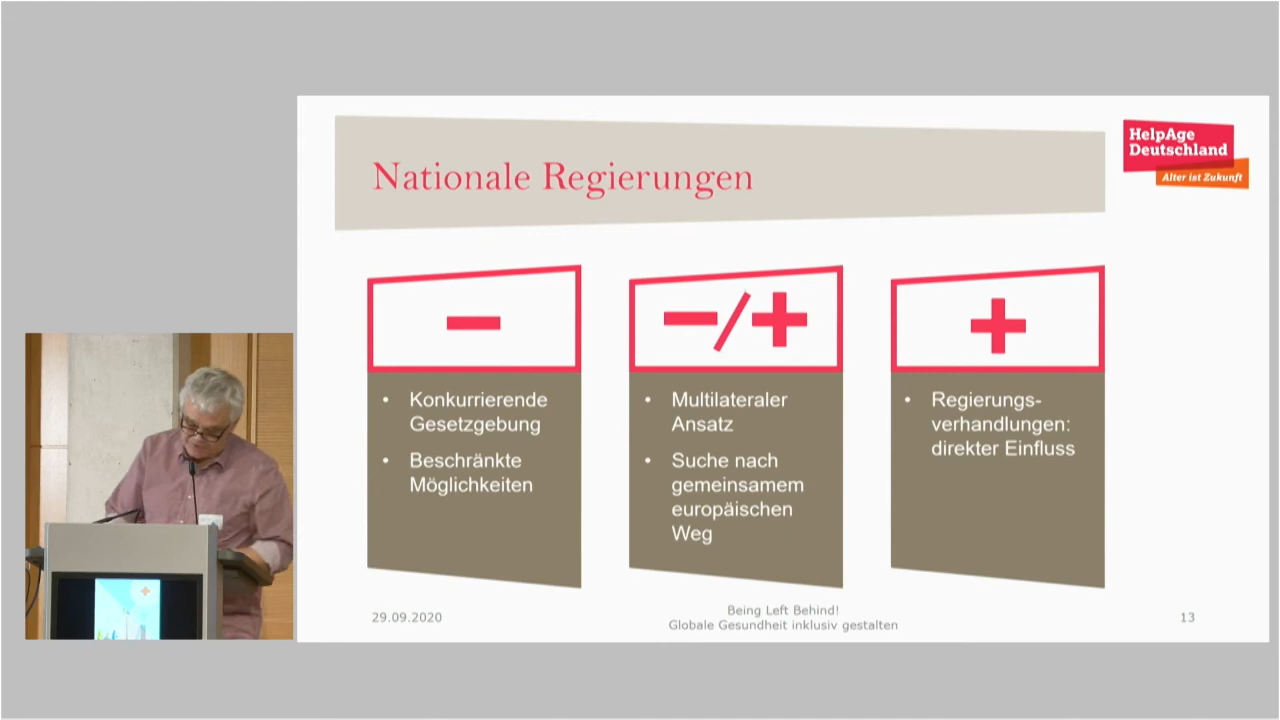 Nationale Regierungen
HelpAge
Deutschland
Alter ist Zukunft
−
−/+
+
• Konkurrierende
Gesetzgebung
• Beschränkte
Möglichkeiten
• Multilateraler
Ansatz
• Suche nach
gemeinsamem
europäischen
Weg
• Regierungs-
verhandlungen:
direkter Einfluss
29.09.2020
Being Left Behind!
Globale Gesundheit inklusiv gestalten
13